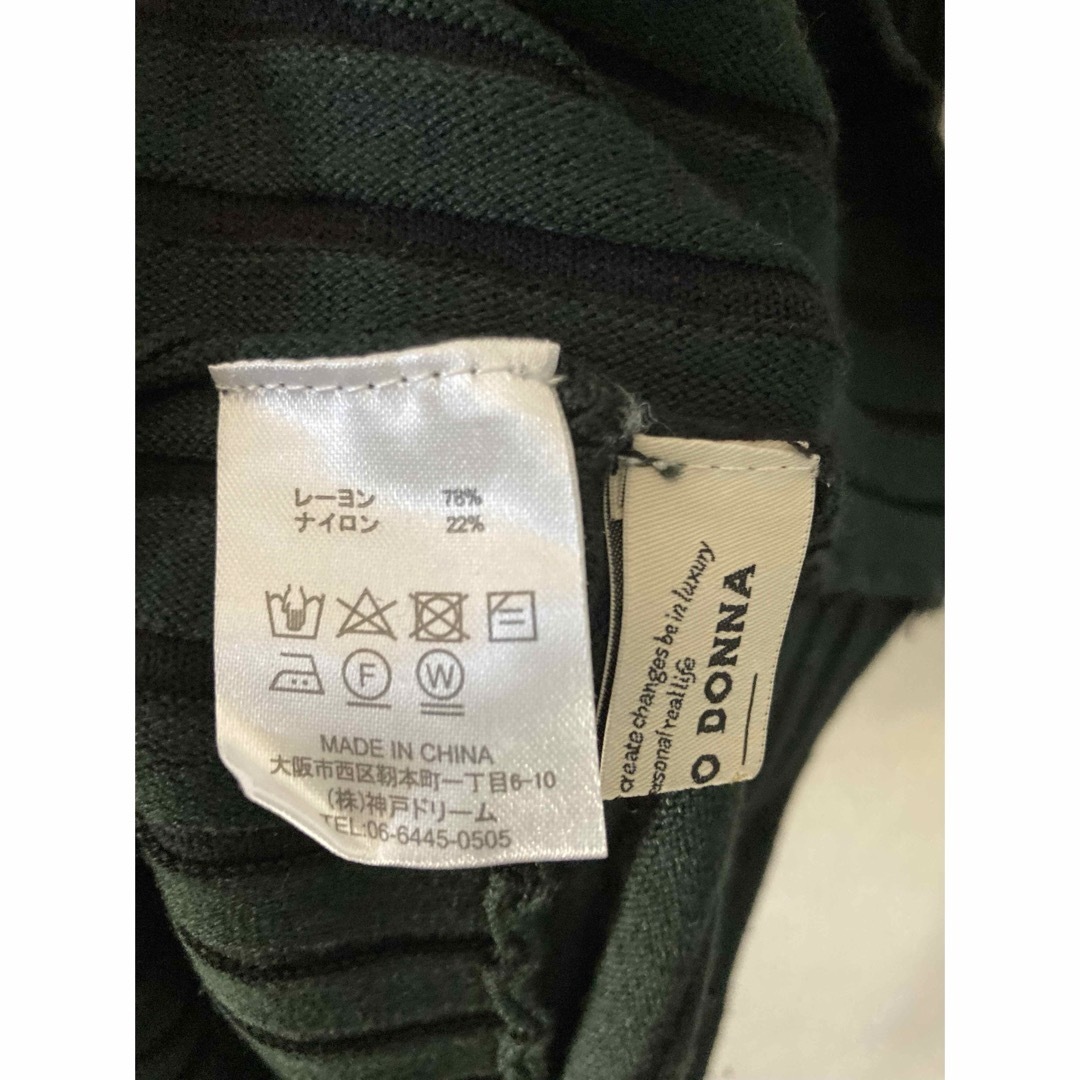 レーヨン 78%
ナイロン 22%
F W
MADE IN CHINA
大阪市西区靭本町一丁目6-10
(株)神戸ドリーム
TEL:06-6445-0505
create changes be in luxury
real life
O DONNA